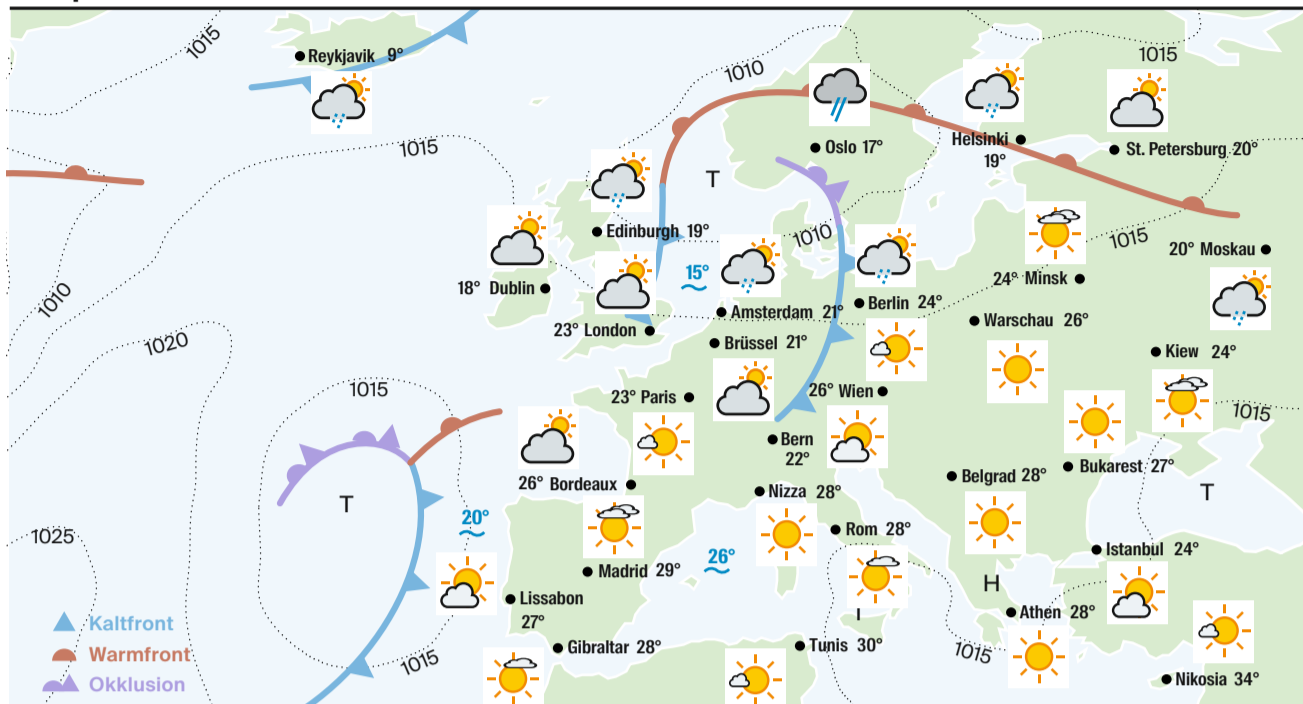 1015
1015
Reykjavik 9°
1010
1015
Oslo 17°
Helsinki
19°
St. Petersburg 20°
T
Edinburgh 19°
1010
1015
20° Moskau
15°
18° Dublin
24° Minsk
1010
Amsterdam 21°
Berlin 24°
23° London
Warschau 26°
1020
Brüssel 21°
Kiew 24°
1015
23° Paris
26° Wien
1015
Bern
22°
Bukarest 27°
26° Bordeaux
Belgrad 28°
Nizza 28°
T
T
20°
Rom 28°
1025
Istanbul 24°
26°
Madrid 29°
H
Lissabon
27°
Athen 28°
Kaltfront
Gibraltar 28°
Tunis 30°
Warmfront
1015
1015
Okklusion
Nikosia 34°